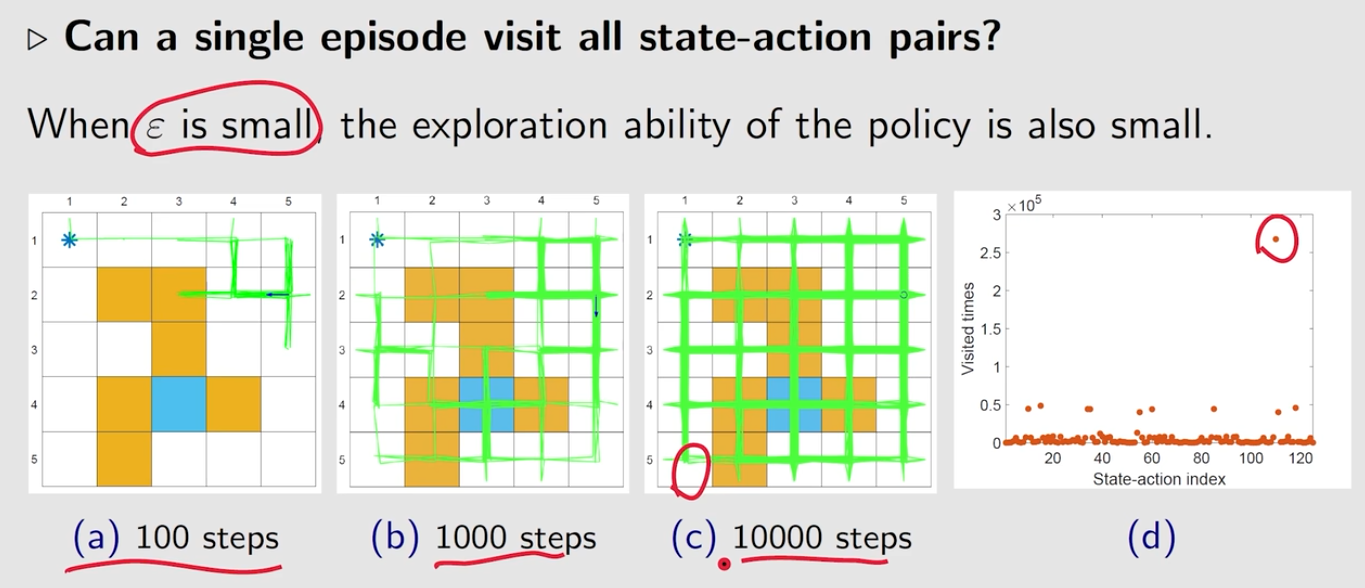 ▷ Can a single episode visit all state-action pairs?
When ε is small, the exploration ability of the policy is also small.
1 2 3 4 5
1
2
3
4
5
1 2 3 4 5
1
2
3
4
5
1 2 3 4 5
1
2
3
4
5
×10⁵
3
2.5
2
1.5
1
0.5
0
Visited times
20 40 60 80 100 120
State-action index
(a) 100 steps
(b) 1000 steps
(c) 10000 steps
(d)